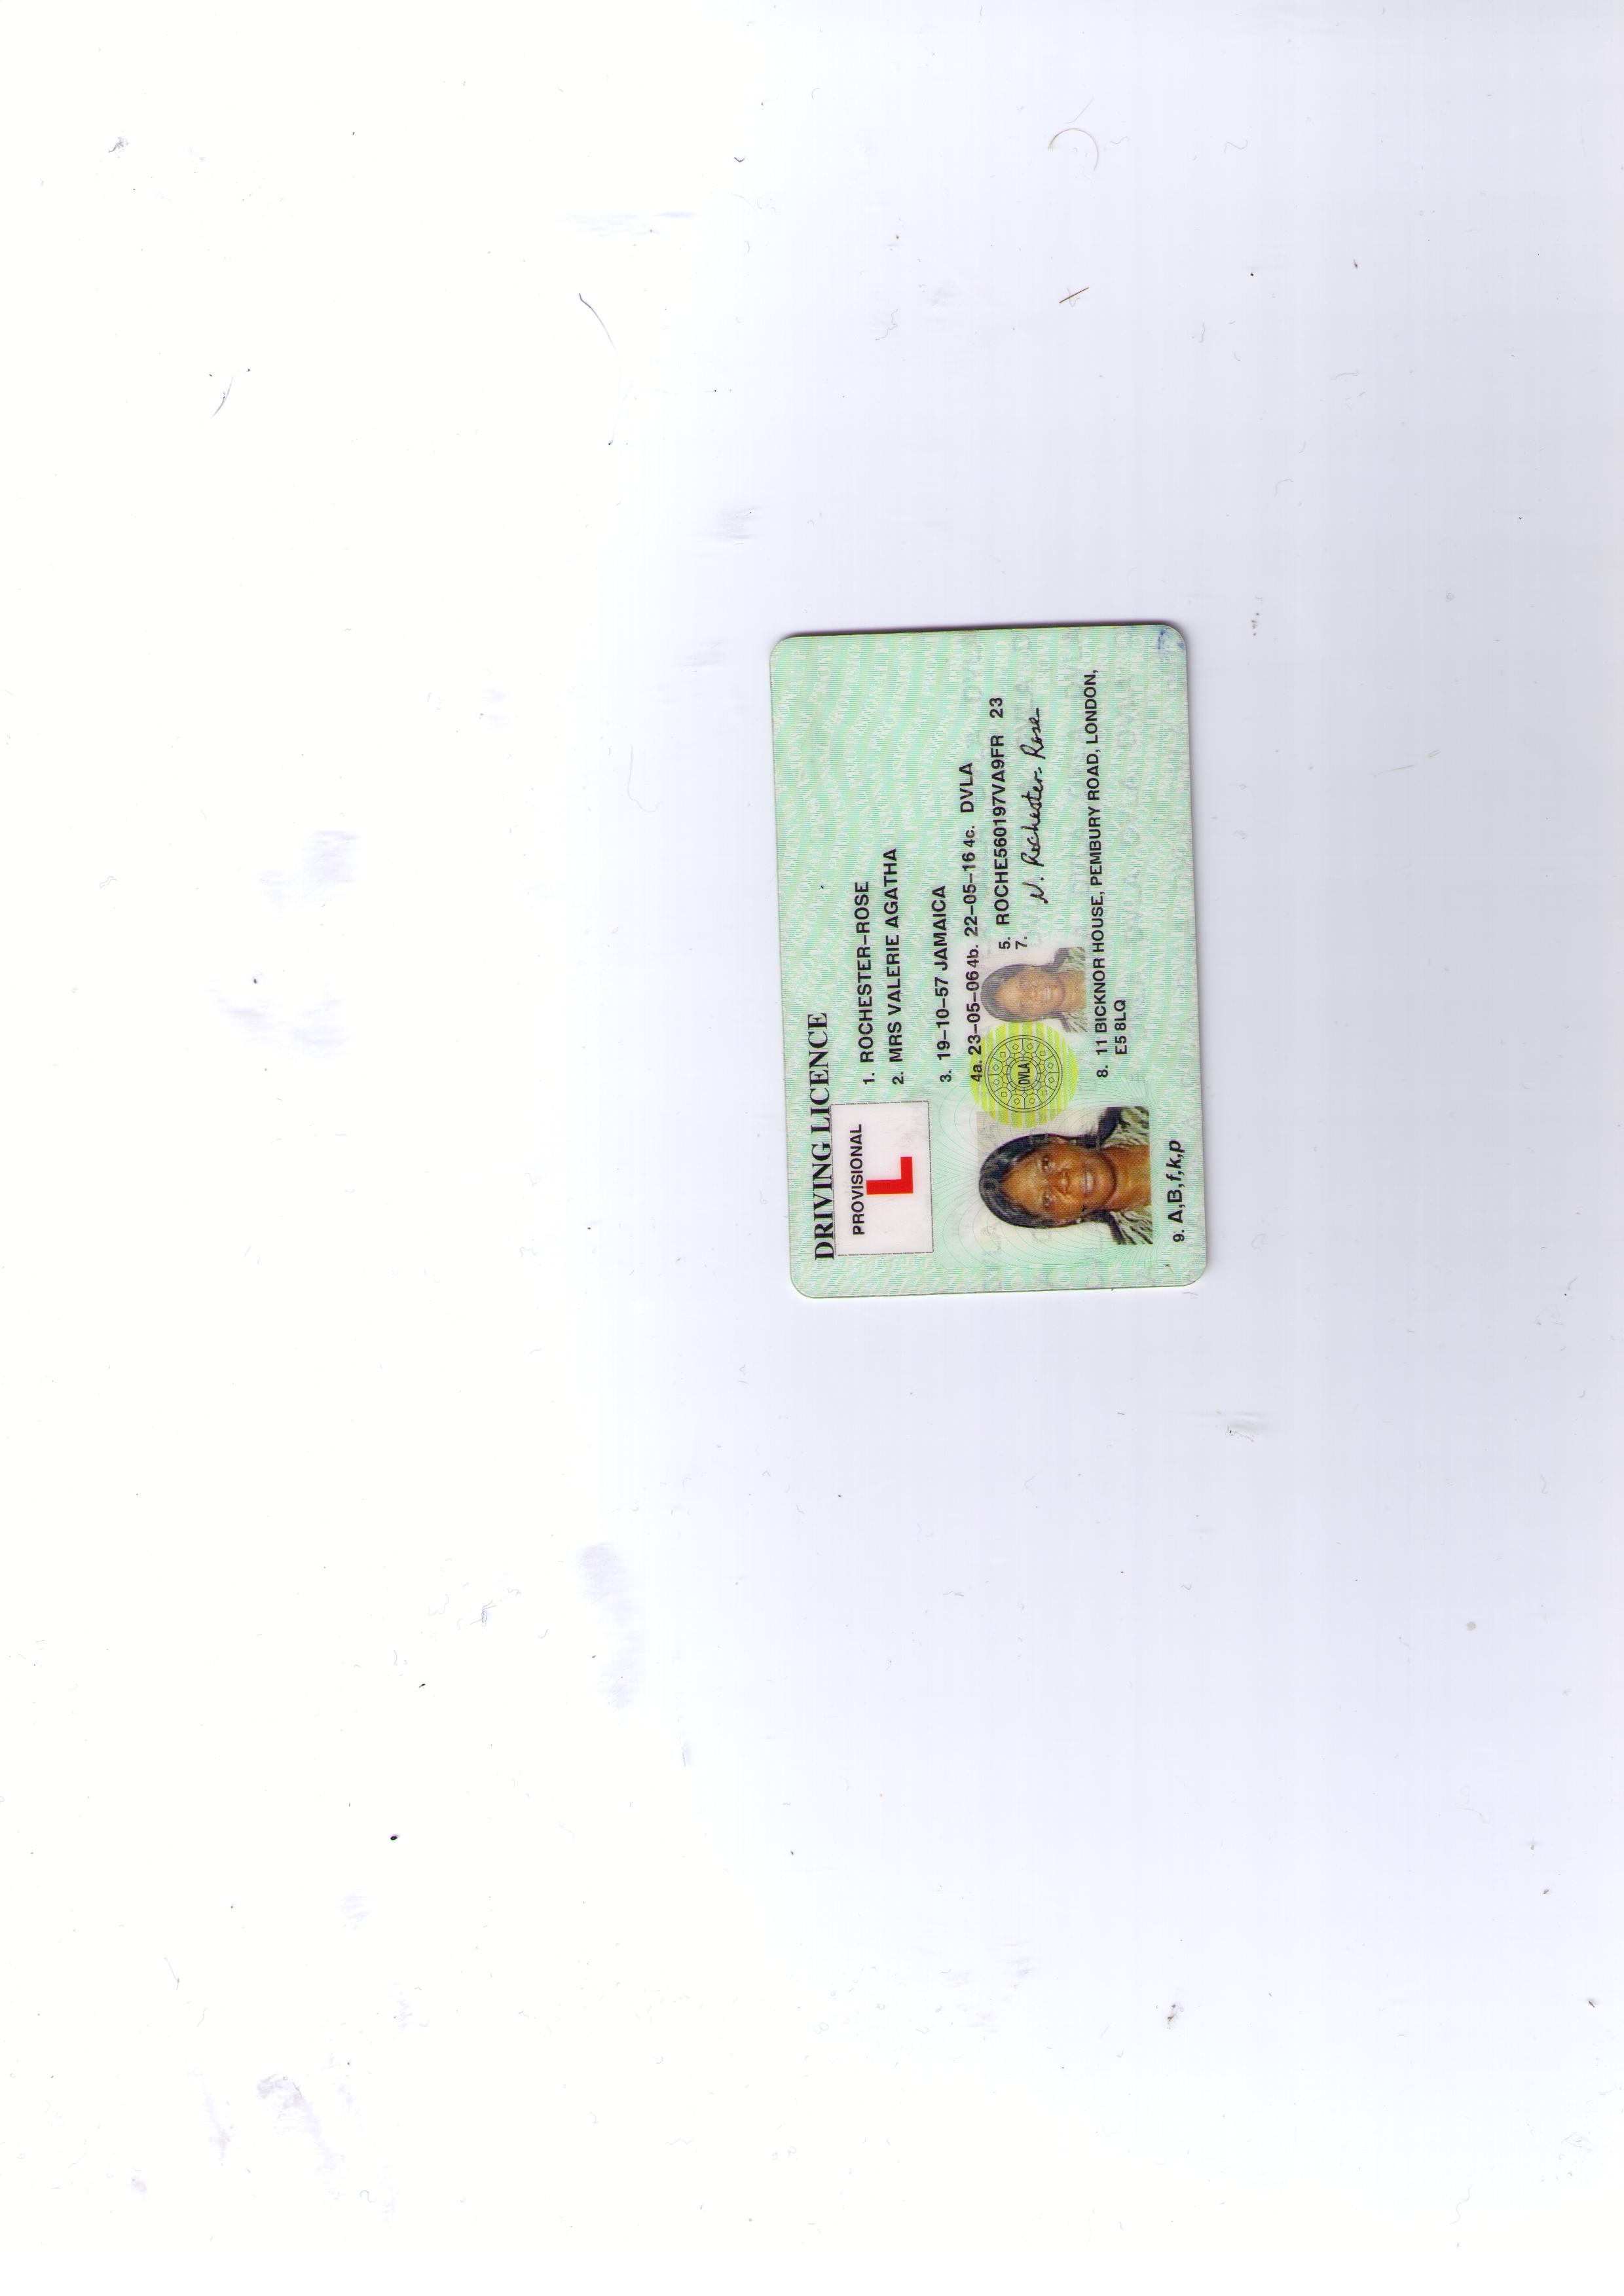 DRIVING LICENCE
PROVISIONAL
L
1. ROCHESTER–ROSE
2. MRS VALERIE AGATHA
3. 19–10–57 JAMAICA
4a. 23–05–06 4b. 22–05–16 4c. DVLA
5. ROCHE560197VA9FR 23
7. V. Rochester Rose
DVLA
8. 11 BICKNOR HOUSE, PEMBURY ROAD, LONDON,
E5 8LQ
9. A,B,f,k,p